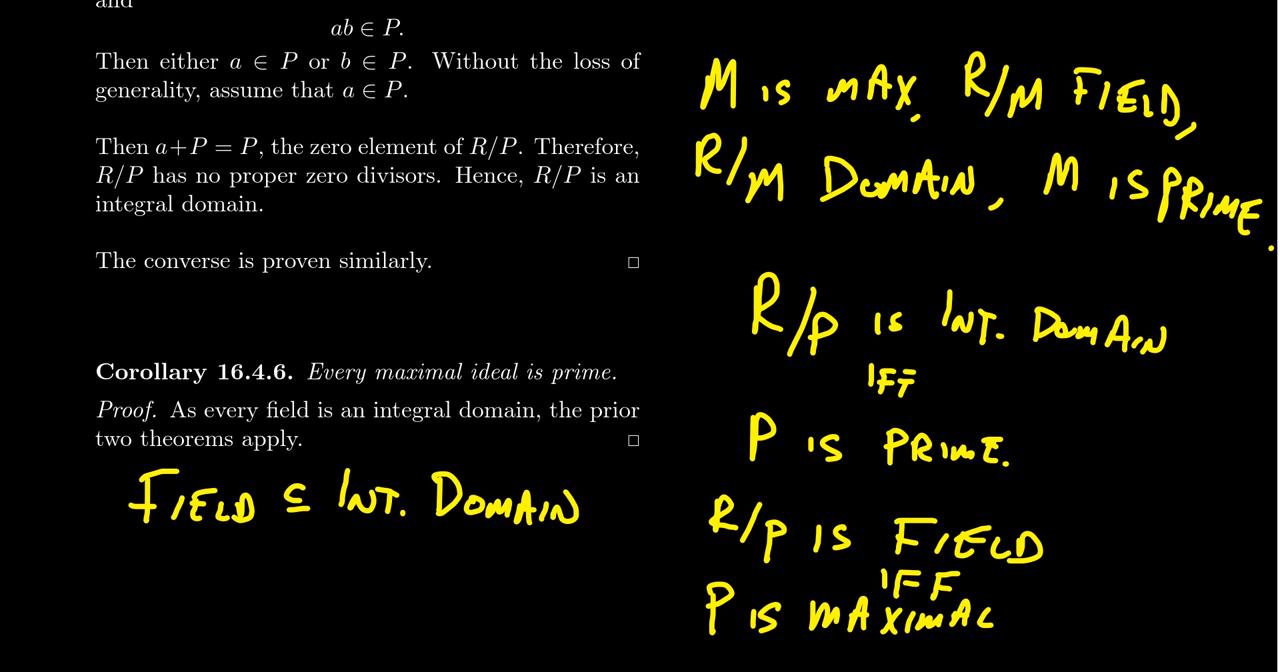 and
ab ∈ P.
Then either a ∈ P or b ∈ P. Without the loss of
generality, assume that a ∈ P.
Then a+P = P, the zero element of R/P. Therefore,
R/P has no proper zero divisors. Hence, R/P is an
integral domain.
The converse is proven similarly. □
Corollary 16.4.6. Every maximal ideal is prime.
Proof. As every field is an integral domain, the prior
two theorems apply. □
FIELD ⊆ INT. DOMAIN
M IS MAX. R/M FIELD,
R/M DOMAIN, M IS PRIME.
R/P IS INT. DOMAIN
IFF
P IS PRIME.
R/P IS FIELD
IFF
P IS MAXIMAL